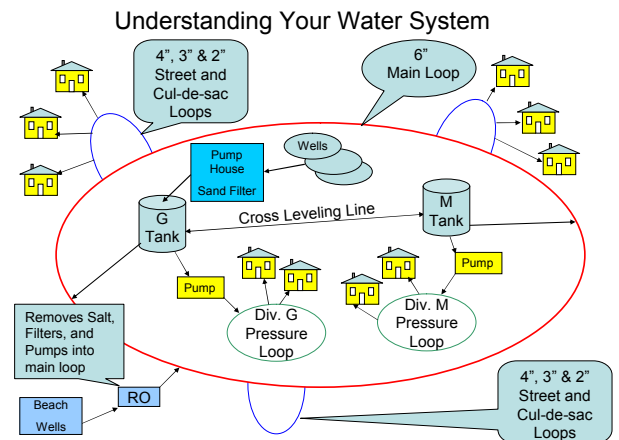 Understanding Your Water System
4”, 3” & 2”
Street and
Cul-de-sac
Loops
6”
Main Loop
Pump
House
Sand Filter
Wells
G
Tank
Cross Leveling Line
M
Tank
Pump
Pump
Div. G
Pressure
Loop
Div. M
Pressure
Loop
Removes Salt,
Filters, and
Pumps into
main loop
RO
Beach
Wells
4”, 3” & 2”
Street and
Cul-de-sac
Loops